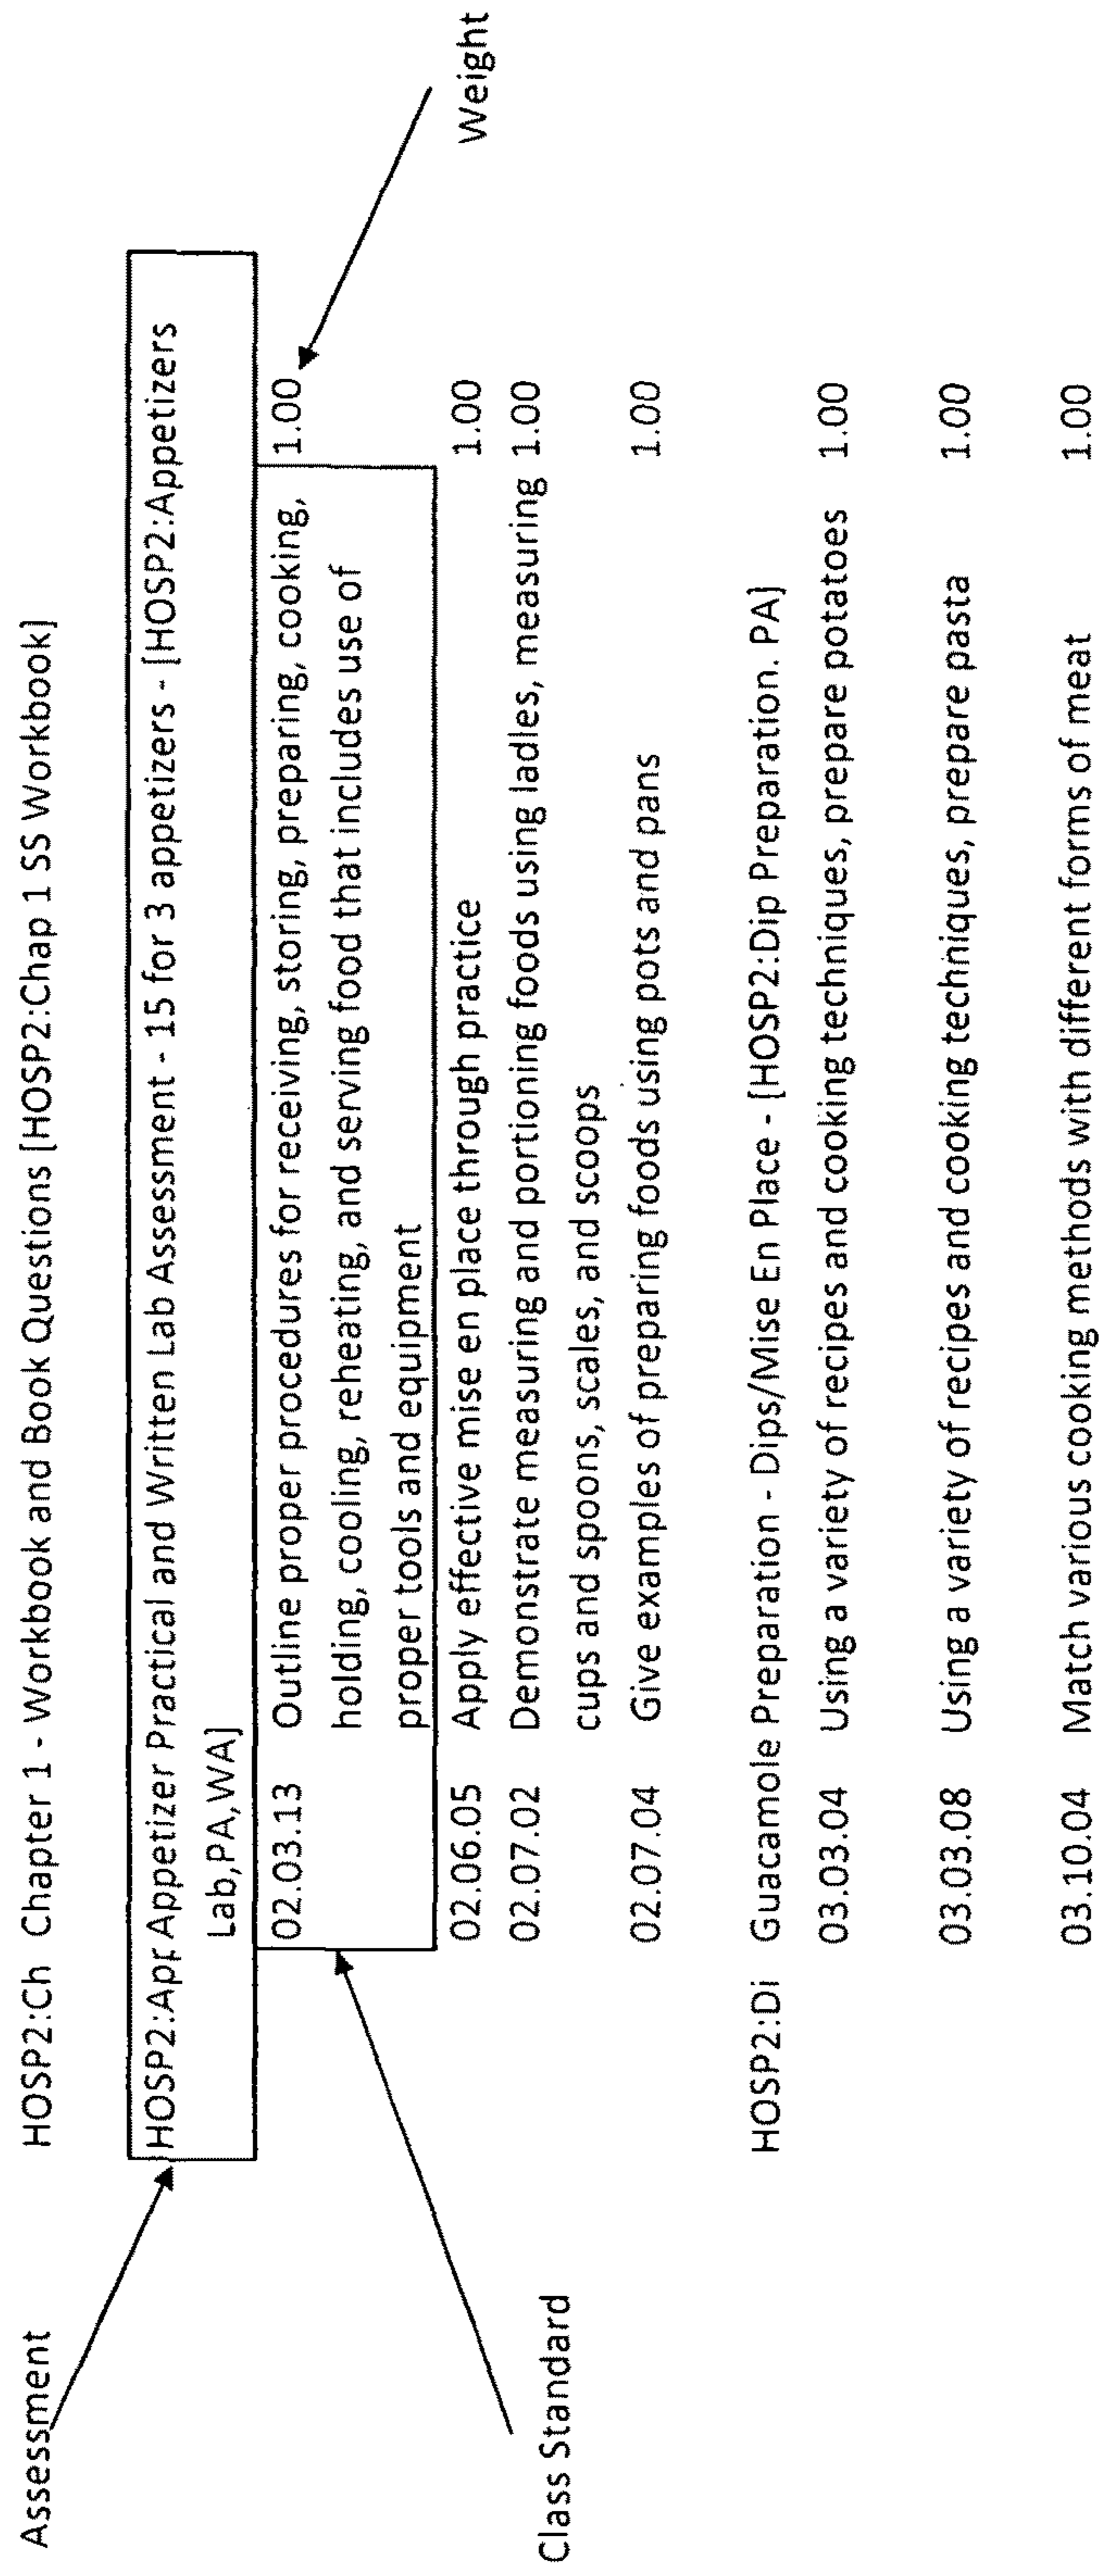 Assessment
HOSP2:Ch Chapter 1 - Workbook and Book Questions [HOSP2:Chap 1 SS Workbook]
HOSP2:App Appetizer Practical and Written Lab Assessment - 15 for 3 appetizers - [HOSP2:Appetizers
Lab,PA,WA]
02.03.13 Outline proper procedures for receiving, storing, preparing, cooking, 1.00
holding, cooling, reheating, and serving food that includes use of
proper tools and equipment
Weight
02.06.05 Apply effective mise en place through practice 1.00
02.07.02 Demonstrate measuring and portioning foods using ladles, measuring 1.00
Class Standard
cups and spoons, scales, and scoops
02.07.04 Give examples of preparing foods using pots and pans 1.00
HOSP2:Di Guacamole Preparation - Dips/Mise En Place - [HOSP2:Dip Preparation. PA]
03.03.04 Using a variety of recipes and cooking techniques, prepare potatoes 1.00
03.03.08 Using a variety of recipes and cooking techniques, prepare pasta 1.00
03.10.04 Match various cooking methods with different forms of meat 1.00